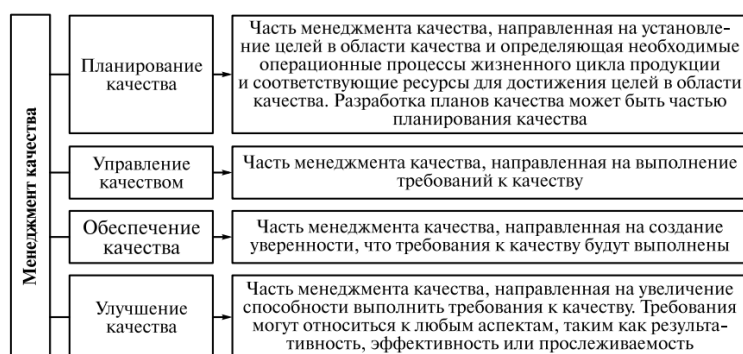 Менеджмент качества
Планирование
качества
Часть менеджмента качества, направленная на установле-
ние целей в области качества и определяющая необходимые
операционные процессы жизненного цикла продукции
и соответствующие ресурсы для достижения целей в области
качества. Разработка планов качества может быть частью
планирования качества
Управление
качеством
Часть менеджмента качества, направленная на выполнение
требований к качеству
Обеспечение
качества
Часть менеджмента качества, направленная на создание
уверенности, что требования к качеству будут выполнены
Улучшение
качества
Часть менеджмента качества, направленная на увеличение
способности выполнить требования к качеству. Требования
могут относиться к любым аспектам, таким как результа-
тивность, эффективность или прослеживаемость